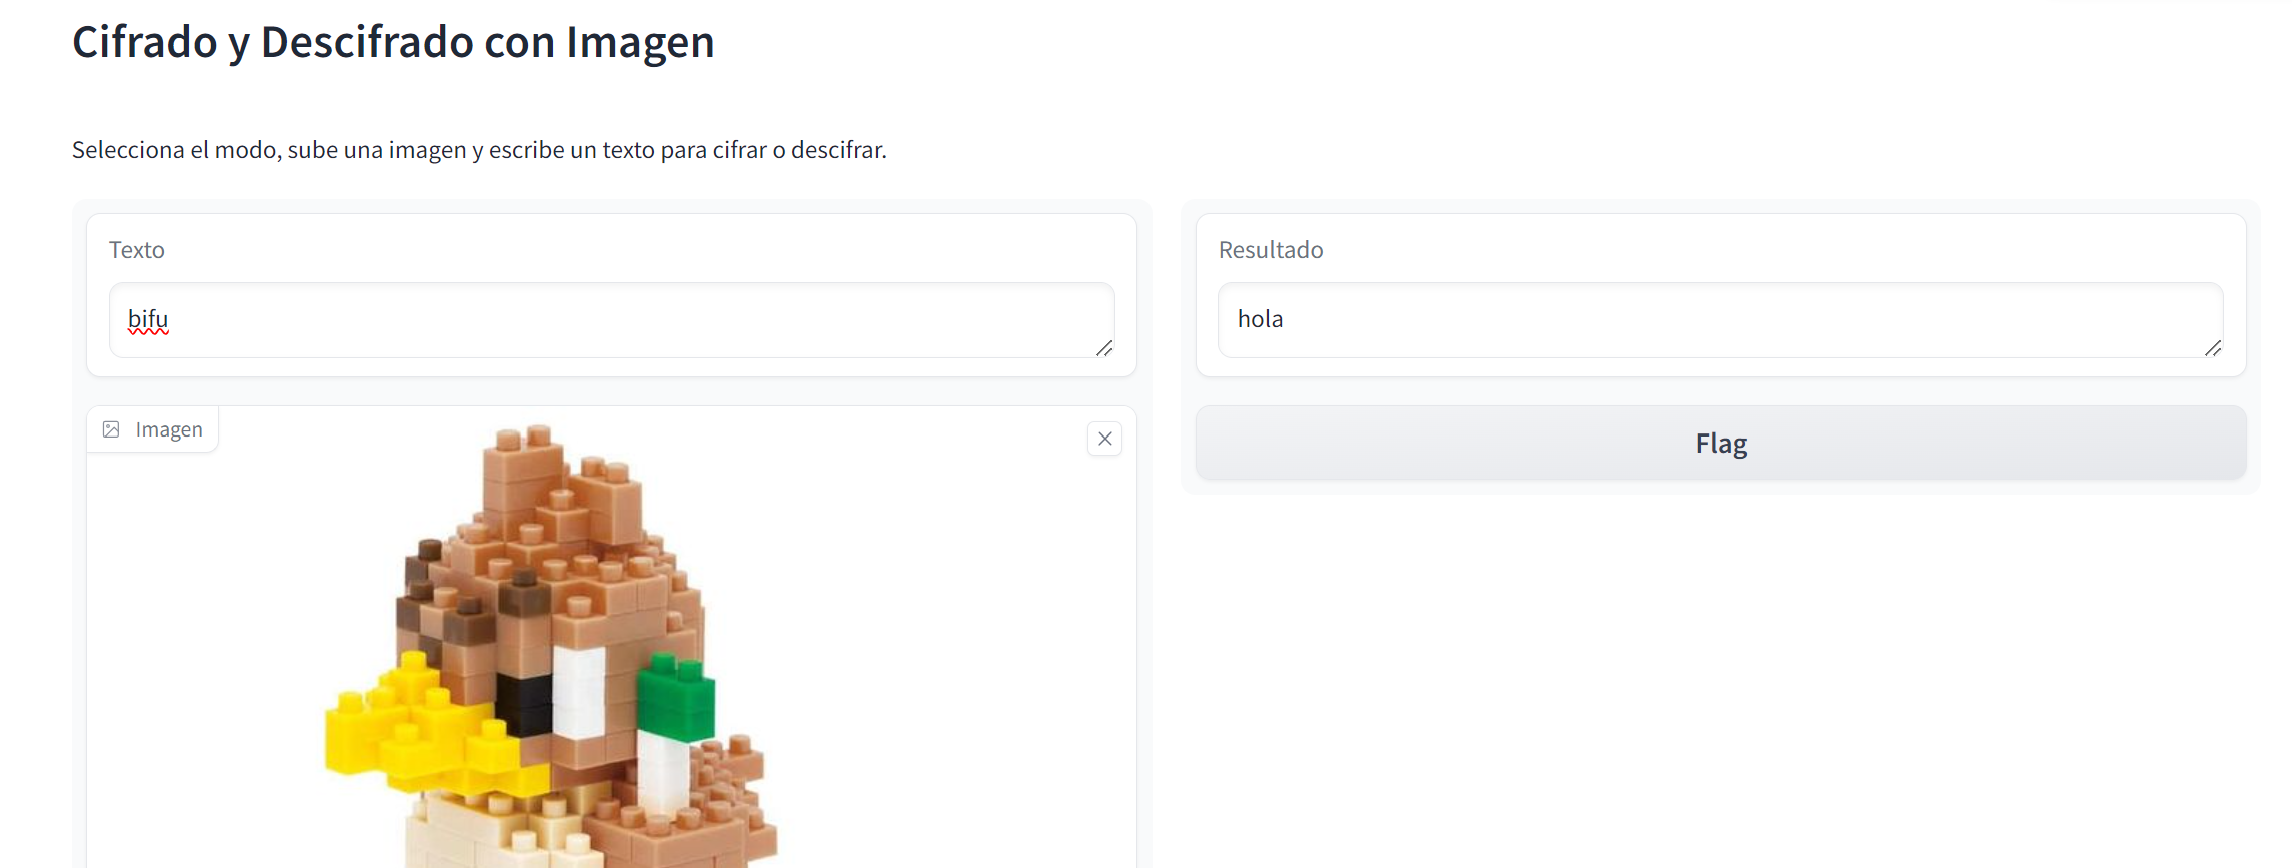 Cifrado y Descifrado con Imagen
Selecciona el modo, sube una imagen y escribe un texto para cifrar o descifrar.
Texto
bifu
Imagen
Resultado
hola
Flag